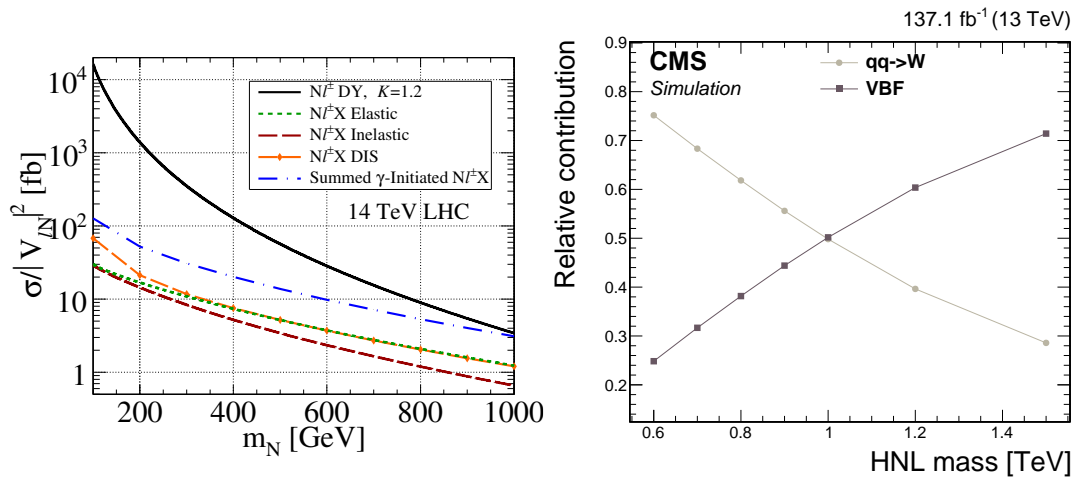 10⁴
10³
10²
10
1
σ/|V_{lN}|² [fb]
Nl± DY, K=1.2
Nl±X Elastic
Nl±X Inelastic
Nl±X DIS
Summed γ-Initiated Nl±X
14 TeV LHC
200 400 600 800 1000
m_N [GeV]
137.1 fb⁻¹ (13 TeV)
CMS
Simulation
qq->W
VBF
Relative contribution
0.9
0.8
0.7
0.6
0.5
0.4
0.3
0.2
0.6 0.8 1 1.2 1.4
HNL mass [TeV]